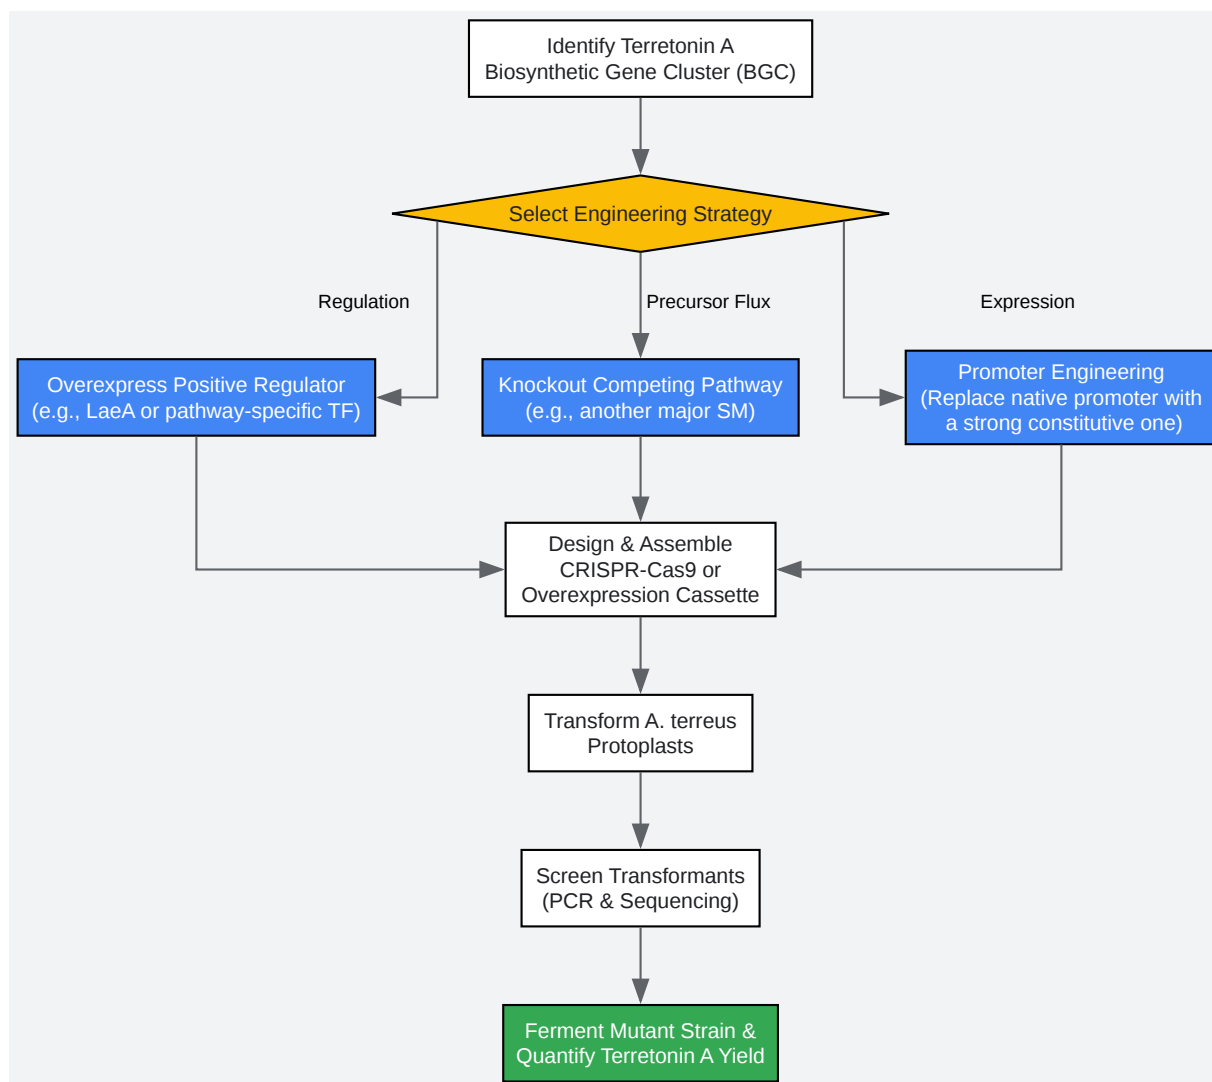 Identify Terretonin A
Biosynthetic Gene Cluster (BGC)
Select Engineering Strategy
Regulation
Precursor Flux
Expression
Overexpress Positive Regulator
(e.g., LaeA or pathway-specific TF)
Knockout Competing Pathway
(e.g., another major SM)
Promoter Engineering
(Replace native promoter with
a strong constitutive one)
Design & Assemble
CRISPR-Cas9 or
Overexpression Cassette
Transform A. terreus
Protoplasts
Screen Transformants
(PCR & Sequencing)
Ferment Mutant Strain &
Quantify Terretonin A Yield